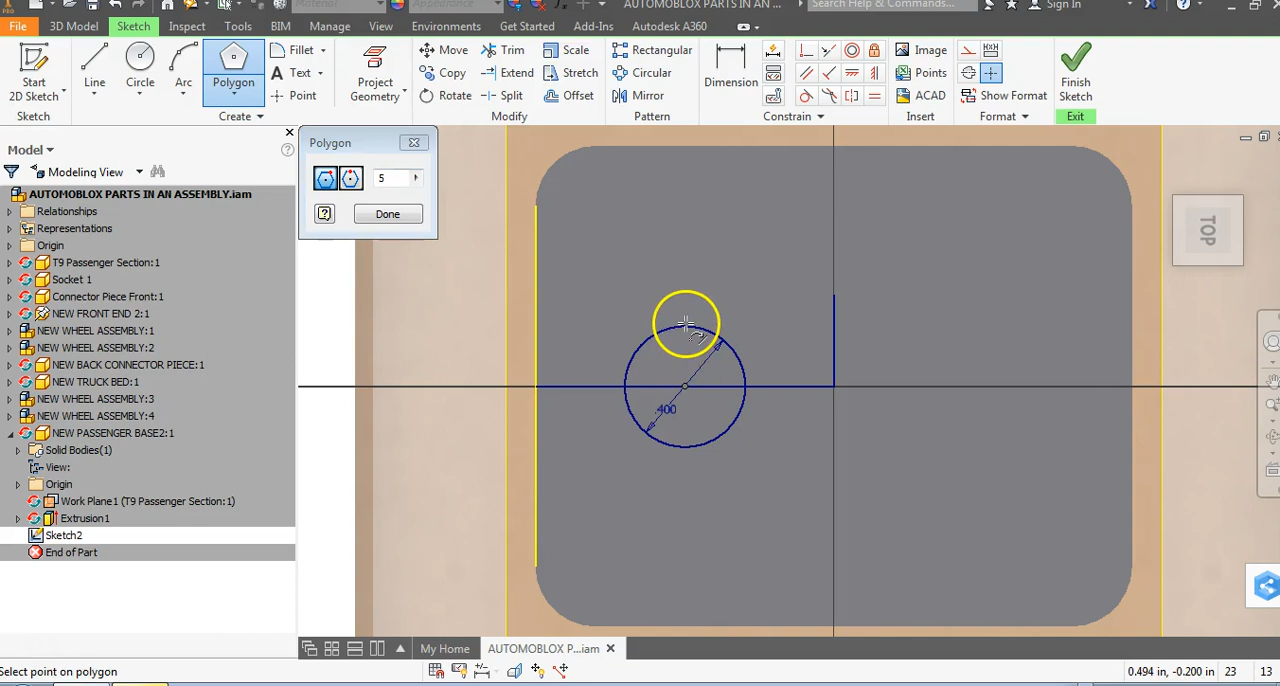 Material
Appearance
AUTOMOBLOX PARTS IN AN ...
Search Help & Commands...
Sign In
File 3D Model Sketch Inspect Tools BIM Manage View Environments Get Started Add-Ins Autodesk A360
Start 2D Sketch
Line
Circle
Arc
Polygon
Fillet
Text
Point
Project Geometry
Move
Copy
Rotate
Trim
Extend
Split
Scale
Stretch
Offset
Rectangular
Circular
Mirror
Dimension
Image
Points
ACAD
Show Format
Finish Sketch
Sketch Create Modify Pattern Constrain Insert Format Exit
Model
Modeling View
AUTOMOBLOX PARTS IN AN ASSEMBLY.iam
Relationships
Representations
Origin
T9 Passenger Section:1
Socket 1
Connector Piece Front:1
NEW FRONT END 2:1
NEW WHEEL ASSEMBLY:1
NEW WHEEL ASSEMBLY:2
NEW BACK CONNECTOR PIECE:1
NEW TRUCK BED:1
NEW WHEEL ASSEMBLY:3
NEW WHEEL ASSEMBLY:4
NEW PASSENGER BASE2:1
Solid Bodies(1)
View:
Origin
Work Plane1 (T9 Passenger Section:1)
Extrusion1
Sketch2
End of Part
Polygon
5
Done
.400
TOP
My Home AUTOMOBLOX P...iam
Select point on polygon
0.494 in, -0.200 in 23 13